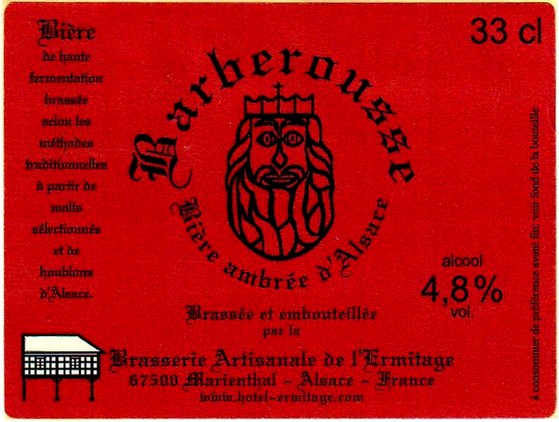 Bière
de haute
fermentation
brassée
selon les
méthodes
traditionnelles
à partir de
malts
sélectionnés
et de
houblons
d'Alsace.
33 cl
Barberousse
Bière ambrée d'Alsace
alcool
4,8%
vol.
à consommer de préférence avant fin: voir fond de la bouteille
Brassée et embouteillée
par la
Brasserie Artisanale de l'Ermitage
67500 Marienthal - Alsace - France
www.hotel-ermitage.com